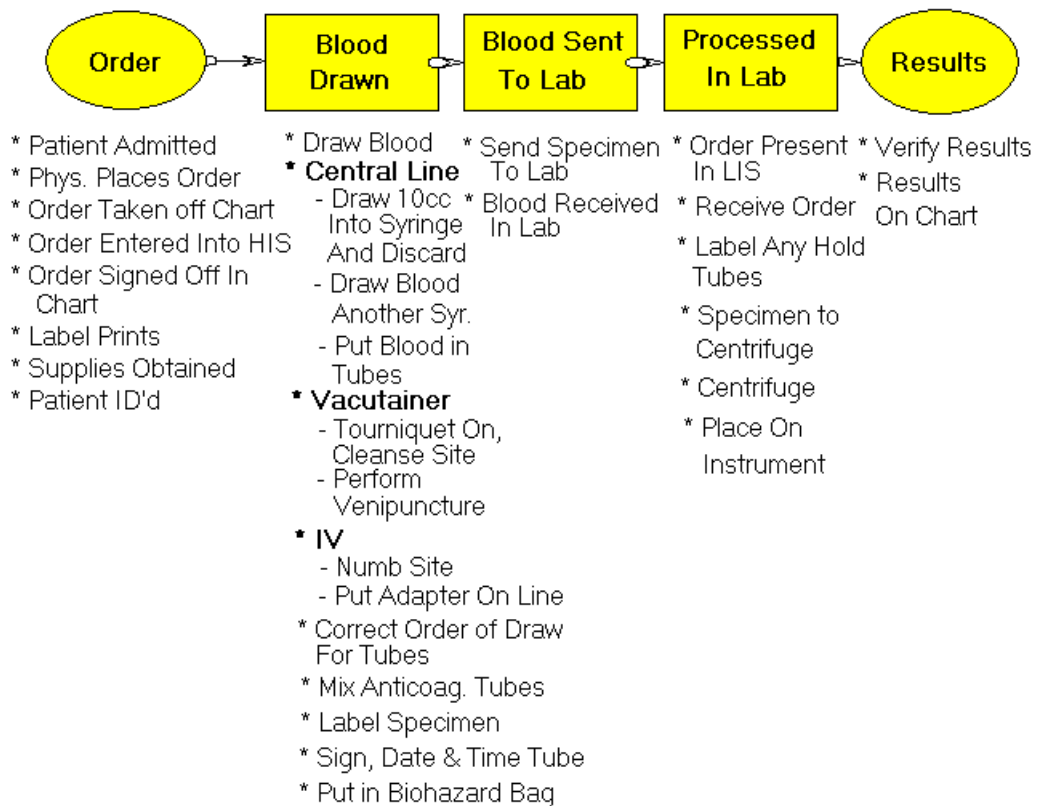 Order
Blood
Drawn
Blood Sent
To Lab
Processed
In Lab
Results
* Patient Admitted
* Phys. Places Order
* Order Taken off Chart
* Order Entered Into HIS
* Order Signed Off In
Chart
* Label Prints
* Supplies Obtained
* Patient ID'd
* Draw Blood
* Central Line
- Draw 10cc
Into Syringe
And Discard
- Draw Blood
Another Syr.
- Put Blood in
Tubes
* Vacutainer
- Tourniquet On,
Cleanse Site
- Perform
Venipuncture
* IV
- Numb Site
- Put Adapter On Line
* Correct Order of Draw
For Tubes
* Mix Anticoag. Tubes
* Label Specimen
* Sign, Date & Time Tube
* Put in Biohazard Bag
* Send Specimen
To Lab
* Blood Received
In Lab
* Order Present
In LIS
* Receive Order
* Label Any Hold
Tubes
* Specimen to
Centrifuge
* Centrifuge
* Place On
Instrument
* Verify Results
* Results
On Chart